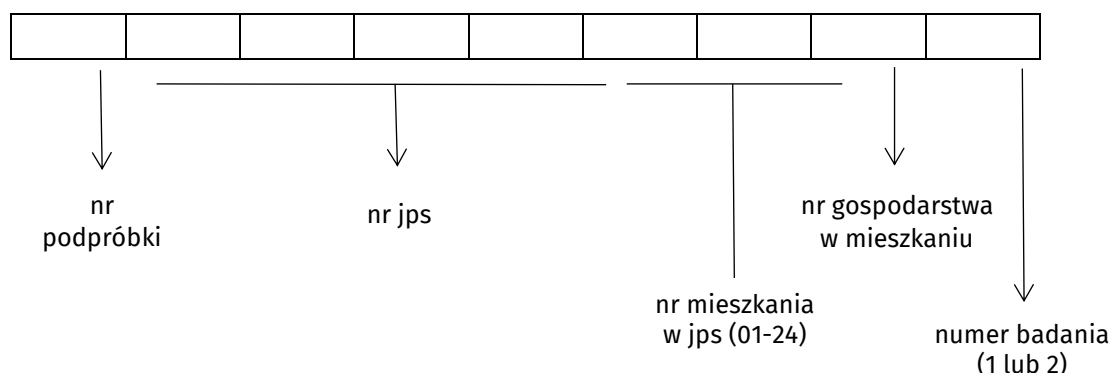 nr
podpróbki
nr jps
nr gospodarstwa
w mieszkaniu
nr mieszkania
w jps (01-24)
numer badania
(1 lub 2)